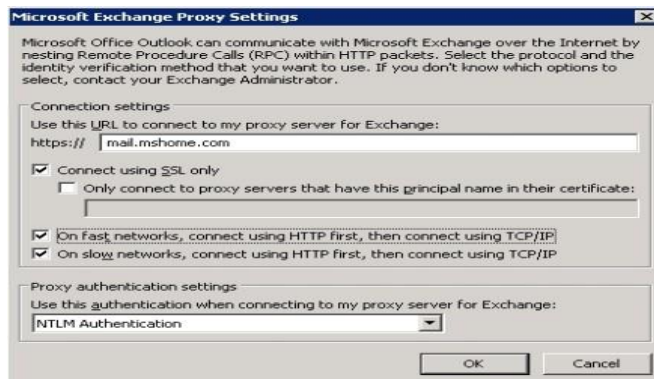 Microsoft Exchange Proxy Settings
Microsoft Office Outlook can communicate with Microsoft Exchange over the Internet by
nesting Remote Procedure Calls (RPC) within HTTP packets. Select the protocol and the
identity verification method that you want to use. If you don't know which options to
select, contact your Exchange Administrator.
Connection settings
Use this URL to connect to my proxy server for Exchange:
https:// mail.mshome.com
Connect using SSL only
Only connect to proxy servers that have this principal name in their certificate:
On fast networks, connect using HTTP first, then connect using TCP/IP
On slow networks, connect using HTTP first, then connect using TCP/IP
Proxy authentication settings
Use this authentication when connecting to my proxy server for Exchange:
NTLM Authentication
OK Cancel